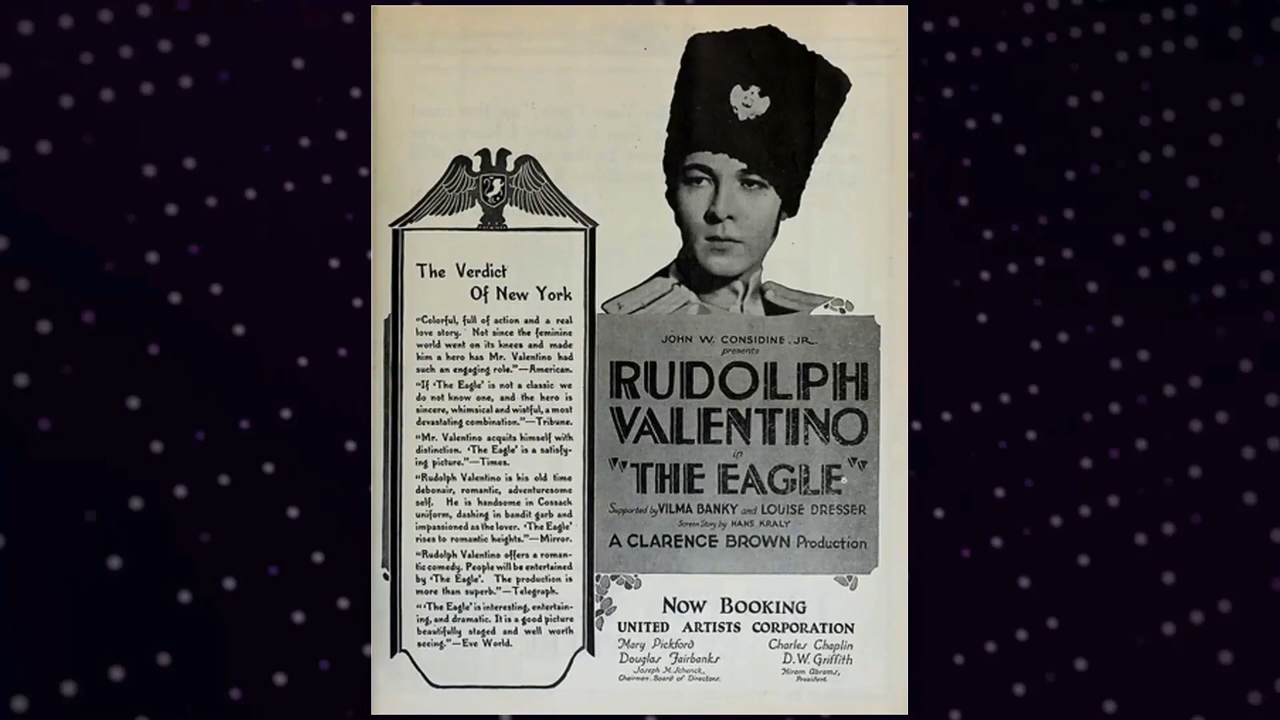 The Verdict
Of New York
"Colorful, full of action and a real
love story. Not since the feminine
world went on its knees and made
him a hero has Mr. Valentino had
such an engaging role."—American.
"If 'The Eagle' is not a classic we
do not know one, and the hero is
sincere, whimsical and wistful, a most
devastating combination."—Tribune.
"Mr. Valentino acquits himself with
distinction. 'The Eagle' is a satisfy-
ing picture."—Times.
"Rudolph Valentino is his old time
debonair, romantic, adventuresome
self. He is handsome in Cossack
uniform, dashing in bandit garb and
impassioned as the lover. 'The Eagle'
rises to romantic heights."—Mirror.
"Rudolph Valentino offers a roman-
tic comedy. People will be entertained
by 'The Eagle'. The production is
more than superb."—Telegraph.
"'The Eagle' is interesting, entertain-
ing, and dramatic. It is a good picture
beautifully staged and well worth
seeing."—Eve World.
JOHN W. CONSIDINE, JR.
presents
RUDOLPH
VALENTINO
in
"THE EAGLE"
Supported by VILMA BANKY and LOUISE DRESSER
Screen Story by HANS KRALY
A CLARENCE BROWN Production
NOW BOOKING
UNITED ARTISTS CORPORATION
Mary Pickford Charles Chaplin
Douglas Fairbanks D.W. Griffith
Joseph M. Schenck, Hiram Abrams,
Chairman, Board of Directors. President.